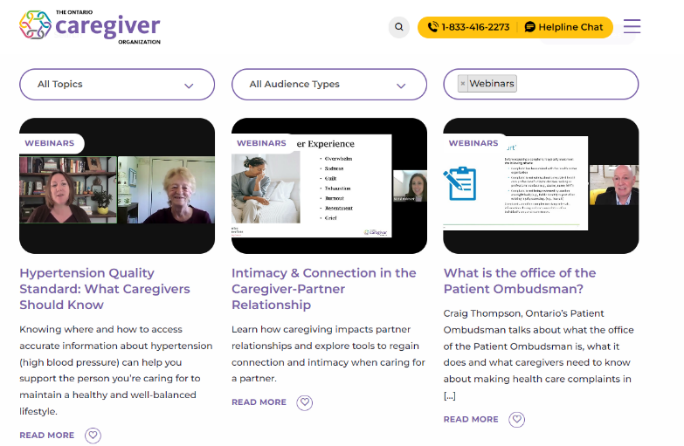 THE ONTARIO
caregiver
ORGANIZATION
1-833-416-2273
Helpline Chat
All Topics
All Audience Types
× Webinars
WEBINARS
WEBINARS
er Experience
• Overwhelm
• Sadness
• Guilt
• Exhaustion
• Burnout
• Resentment
• Grief
caregiver
WEBINARS
Hypertension Quality
Standard: What Caregivers
Should Know
Knowing where and how to access
accurate information about hypertension
(high blood pressure) can help you
support the person you’re caring for to
maintain a healthy and well-balanced
lifestyle.
READ MORE
Intimacy & Connection in the
Caregiver-Partner
Relationship
Learn how caregiving impacts partner
relationships and explore tools to regain
connection and intimacy when caring for
a partner.
READ MORE
What is the office of the
Patient Ombudsman?
Craig Thompson, Ontario’s Patient
Ombudsman talks about what the office
of the Patient Ombudsman is, what it
does and what caregivers need to know
about making health care complaints in
[...]
READ MORE